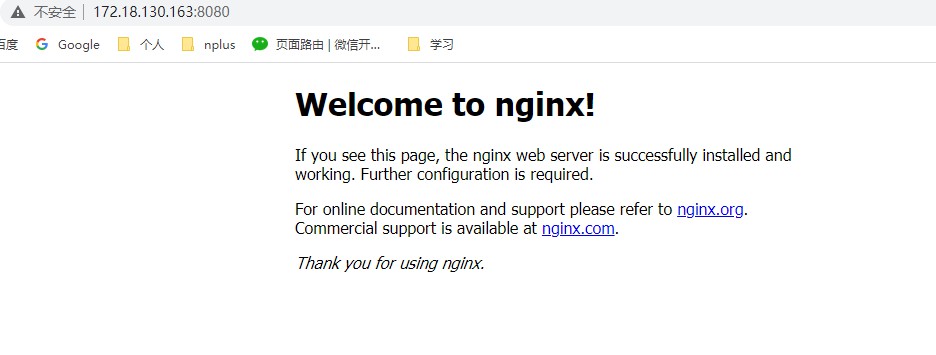 不安全 172.18.130.163:8080
百度 Google 个人 nplus 页面路由 | 微信开... 学习
Welcome to nginx!
If you see this page, the nginx web server is successfully installed and
working. Further configuration is required.
For online documentation and support please refer to nginx.org.
Commercial support is available at nginx.com.
Thank you for using nginx.